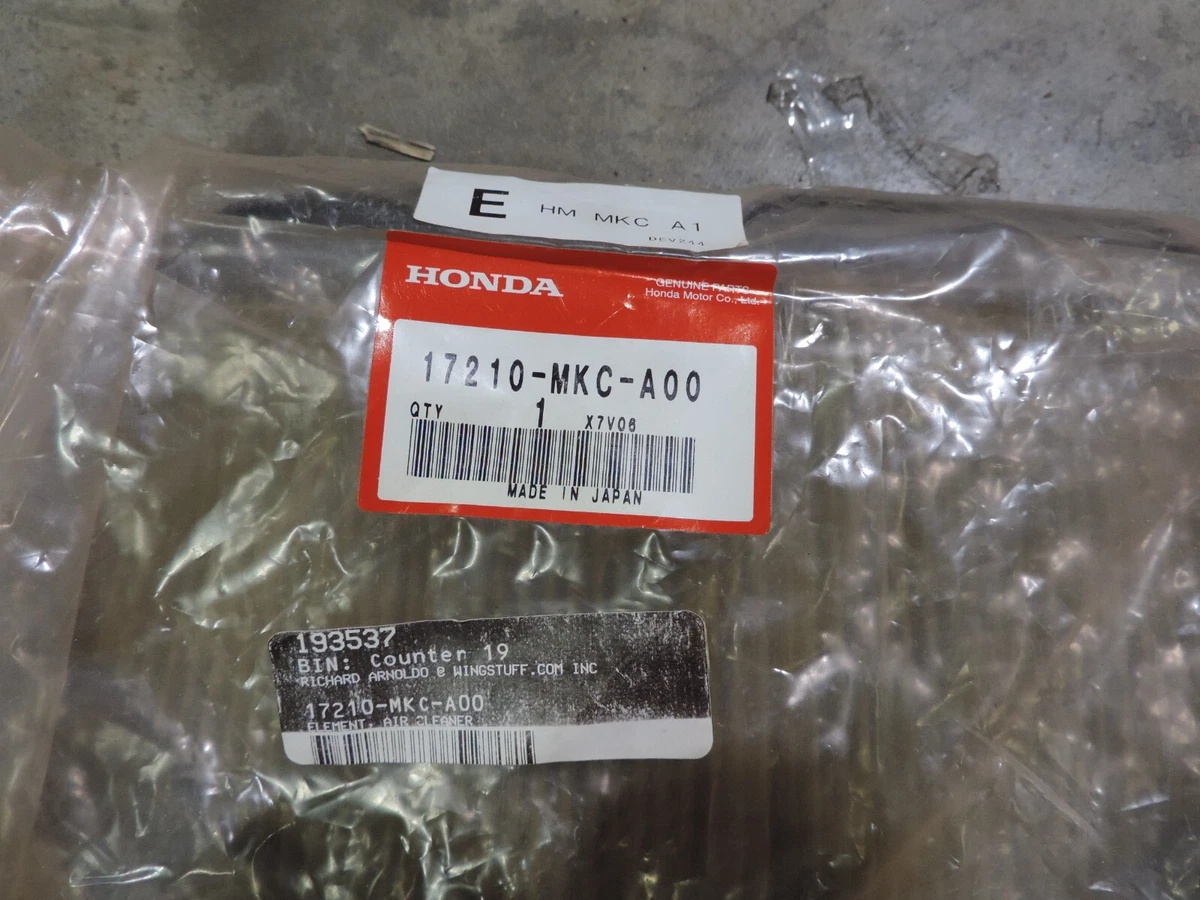 E HM MKC A1
DEV244
HONDA
GENUINE PARTS
Honda Motor Co., Ltd.
17210-MKC-A00
QTY 1 X7V06
MADE IN JAPAN
193537
BIN: Counter 19
RICHARD ARNOLDO @ WINGSTUFF.COM INC
17210-MKC-A00
ELEMENT, AIR CLEANER